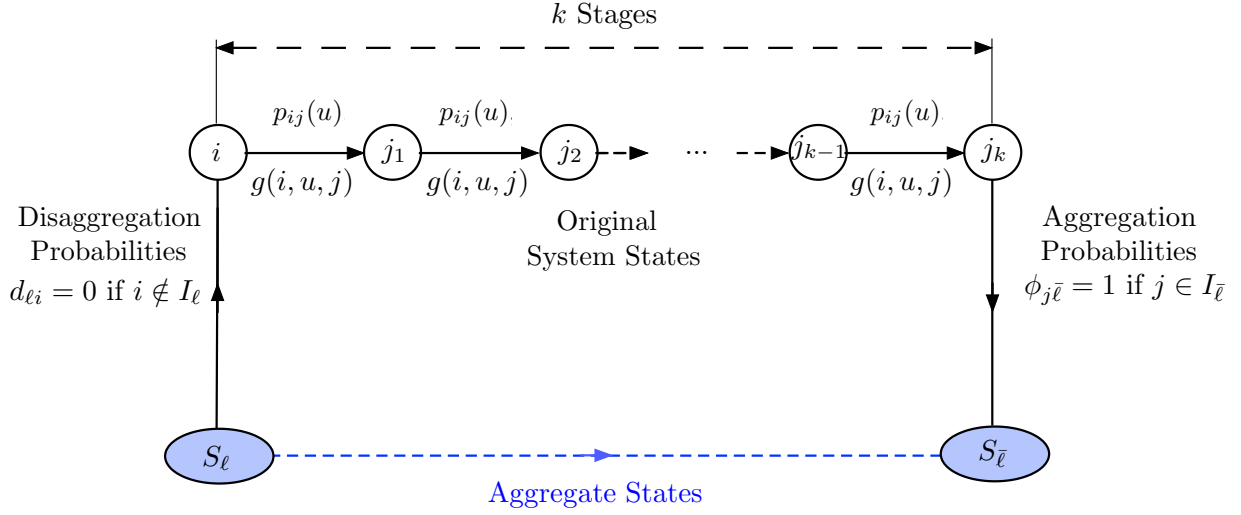 k Stages
p_{ij}(u) p_{ij}(u) p_{ij}(u)
i j_1 j_2 ... j_{k-1} j_k
g(i, u, j) g(i, u, j) g(i, u, j)
Disaggregation
Probabilities
d_{ℓi} = 0 if i ∉ I_ℓ
Original
System States
Aggregation
Probabilities
ϕ_{j\bar{ℓ}} = 1 if j ∈ I_{\bar{ℓ}}
S_ℓ S_{\bar{ℓ}}
Aggregate States